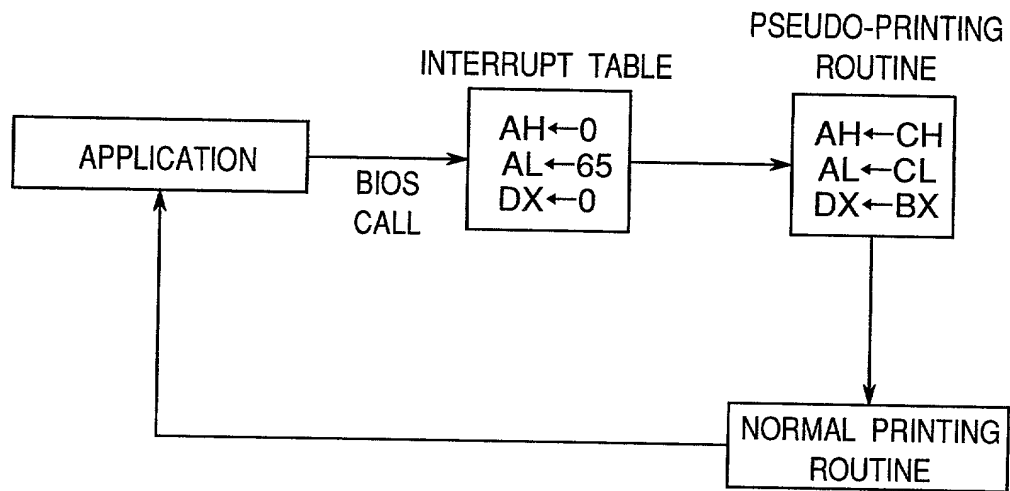 PSEUDO-PRINTING
ROUTINE
INTERRUPT TABLE
APPLICATION
BIOS
CALL
AH←0
AL←65
DX←0
AH←CH
AL←CL
DX←BX
NORMAL PRINTING
ROUTINE